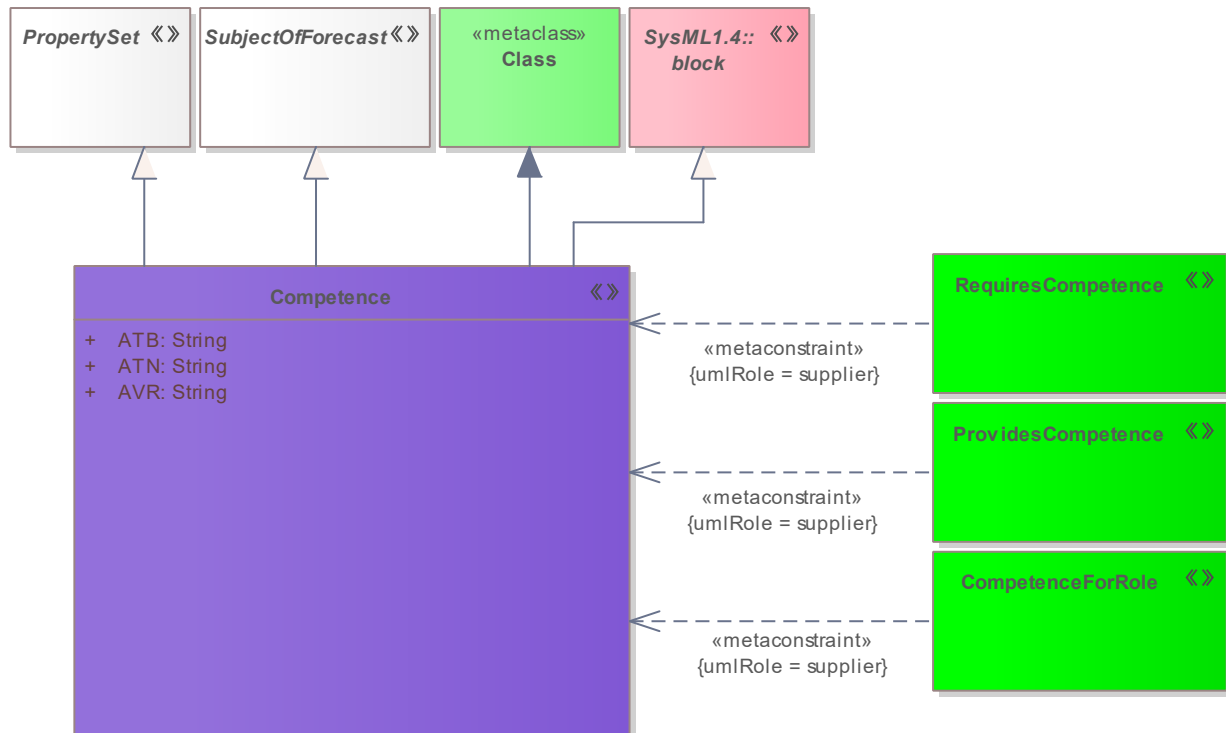 PropertySet «»
SubjectOfForecast «»
«metaclass»
Class
SysML1.4:: «»
block
Competence «»
+ ATB: String
+ ATN: String
+ AVR: String
RequiresCompetence «»
«metaconstraint»
{umlRole = supplier}
ProvidesCompetence «»
«metaconstraint»
{umlRole = supplier}
CompetenceForRole «»
«metaconstraint»
{umlRole = supplier}